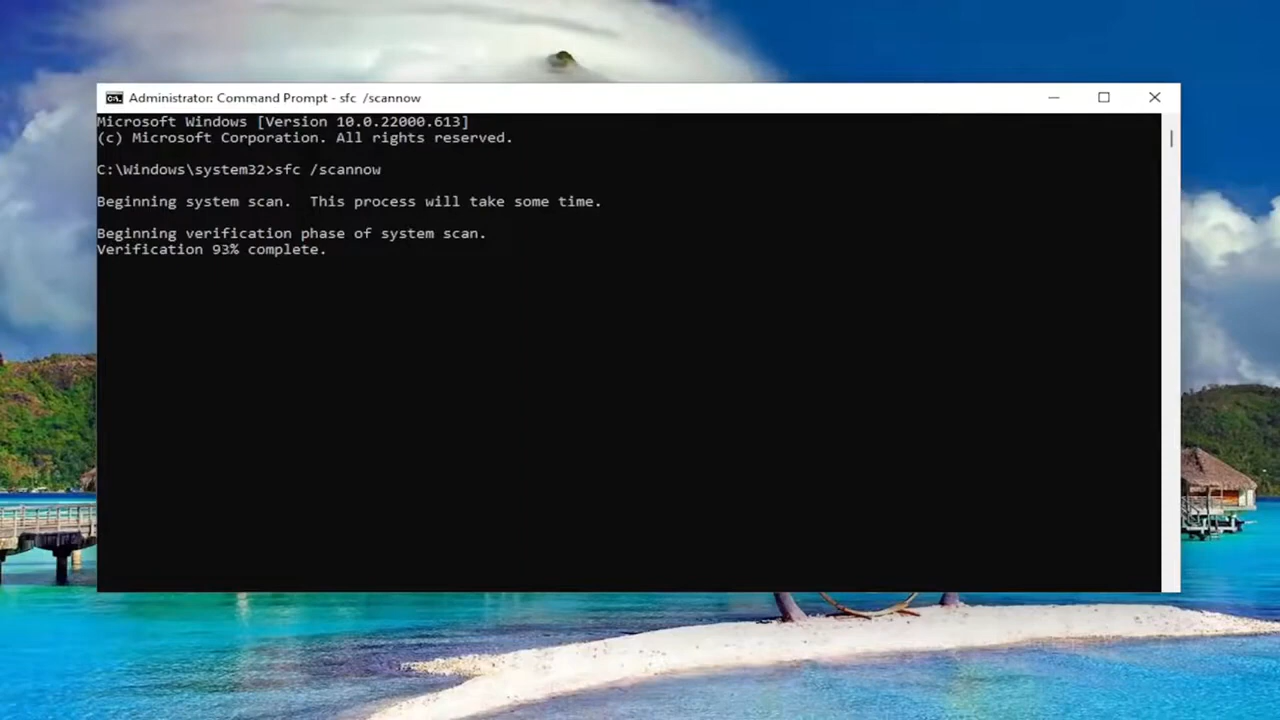 Administrator: Command Prompt - sfc  /scannow
Microsoft Windows [Version 10.0.22000.613]
(c) Microsoft Corporation. All rights reserved.
C:\Windows\system32>sfc /scannow
Beginning system scan.  This process will take some time.
Beginning verification phase of system scan.
Verification 93% complete.